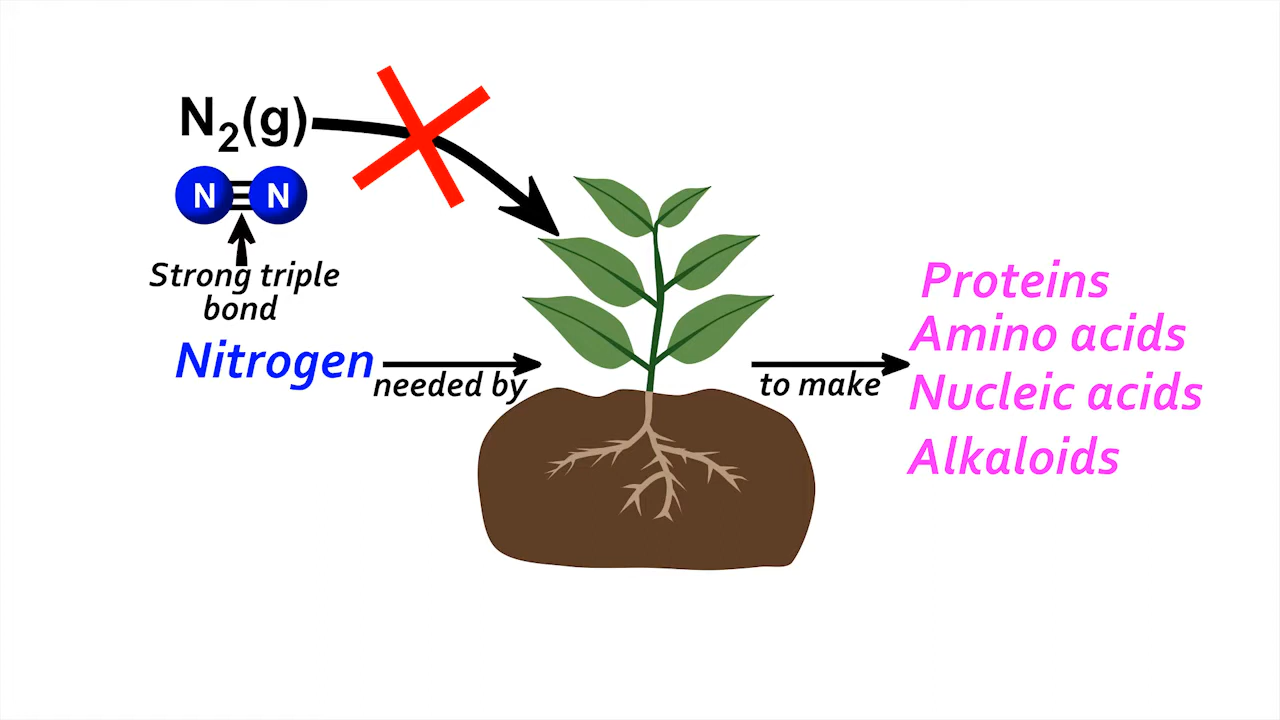 N₂(g)
N N
Strong triple
bond
Nitrogen
needed by
to make
Proteins
Amino acids
Nucleic acids
Alkaloids